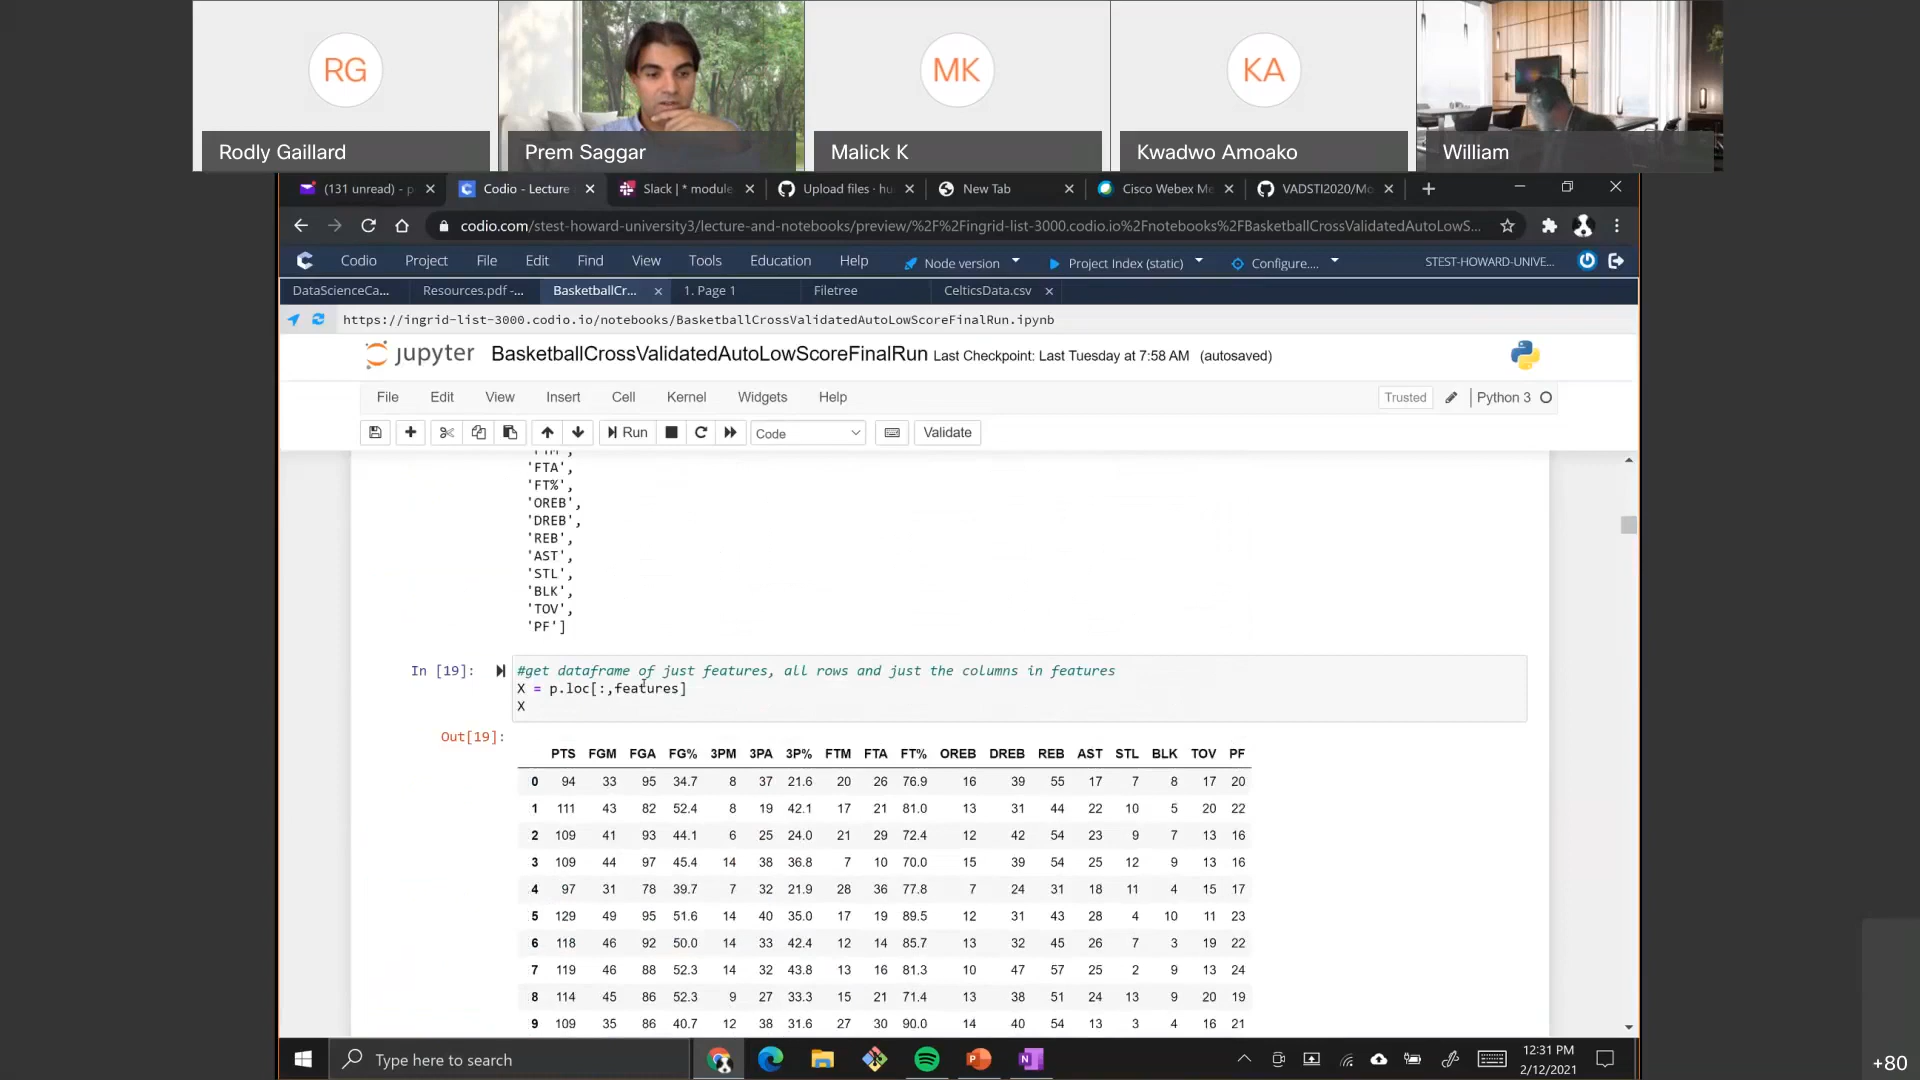 RG
MK
KA
Rodly Gaillard
Prem Saggar
Malick K
Kwadwo Amoako
William
(131 unread) - p
Codio - Lecture
Slack | * module
Upload files · hu
New Tab
Cisco Webex Me
VADSTI2020/Mo
codio.com/stest-howard-university3/lecture-and-notebooks/preview/%2F%2Fingrid-list-3000.codio.io%2Fnotebooks%2FBasketballCrossValidatedAutoLowS...
Codio Project File Edit Find View Tools Education Help Node version Project Index (static) Configure.... STEST-HOWARD-UNIVE...
DataScienceCa... Resources.pdf -... BasketballCr... 1. Page 1 Filetree CelticsData.csv
https://ingrid-list-3000.codio.io/notebooks/BasketballCrossValidatedAutoLowScoreFinalRun.ipynb
jupyter BasketballCrossValidatedAutoLowScoreFinalRun Last Checkpoint: Last Tuesday at 7:58 AM (autosaved)
File Edit View Insert Cell Kernel Widgets Help Trusted Python 3
Run Code Validate
'FTA',
'FT%',
'OREB',
'DREB',
'REB',
'AST',
'STL',
'BLK',
'TOV',
'PF']
In [19]: #get dataframe of just features, all rows and just the columns in features
X = p.loc[:,features]
X
Out[19]:
PTS FGM FGA FG% 3PM 3PA 3P% FTM FTA FT% OREB DREB REB AST STL BLK TOV PF
0 94 33 95 34.7 8 37 21.6 20 26 76.9 16 39 55 17 7 8 17 20
1 111 43 82 52.4 8 19 42.1 17 21 81.0 13 31 44 22 10 5 20 22
2 109 41 93 44.1 6 25 24.0 21 29 72.4 12 42 54 23 9 7 13 16
3 109 44 97 45.4 14 38 36.8 7 10 70.0 15 39 54 25 12 9 13 16
4 97 31 78 39.7 7 32 21.9 28 36 77.8 7 24 31 18 11 4 15 17
5 129 49 95 51.6 14 40 35.0 17 19 89.5 12 31 43 28 4 10 11 23
6 118 46 92 50.0 14 33 42.4 12 14 85.7 13 32 45 26 7 3 19 22
7 119 46 88 52.3 14 32 43.8 13 16 81.3 10 47 57 25 2 9 13 24
8 114 45 86 52.3 9 27 33.3 15 21 71.4 13 38 51 24 13 9 20 19
9 109 35 86 40.7 12 38 31.6 27 30 90.0 14 40 54 13 3 4 16 21
Type here to search
12:31 PM
2/12/2021
+80